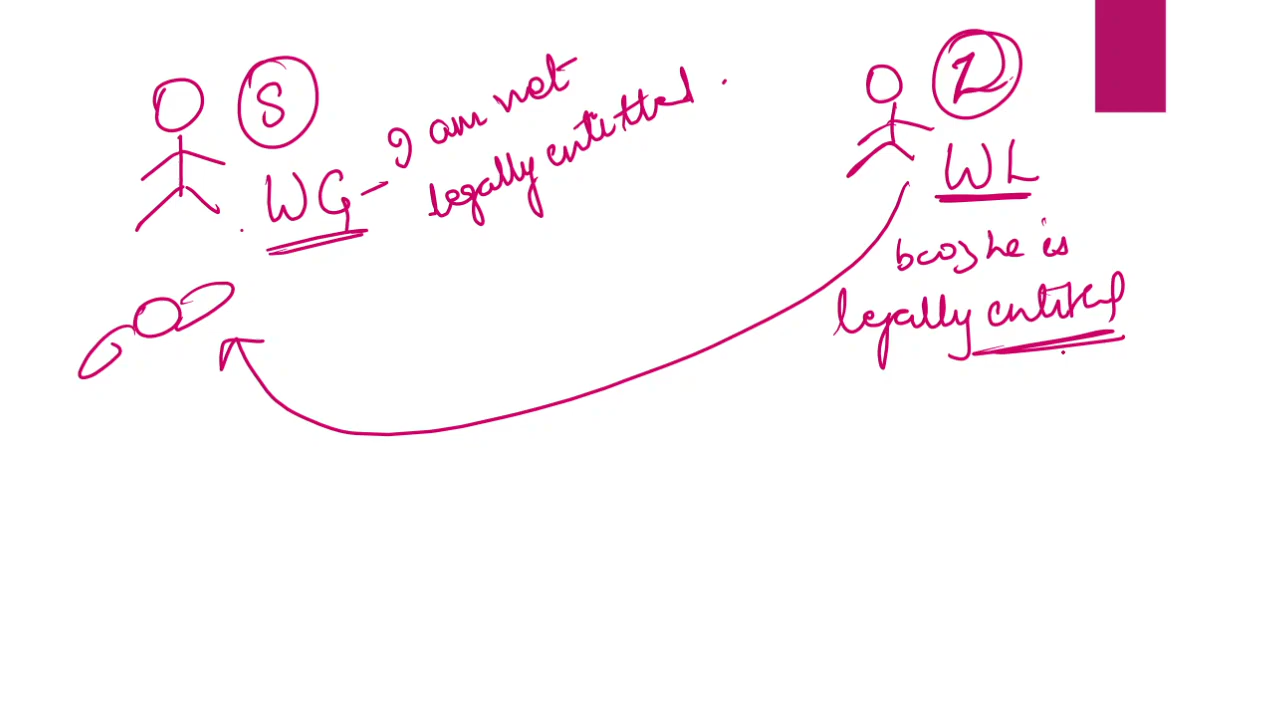 S
WG - I am not
legally entitled.
Z
WL
bcoz he is
legally entitled